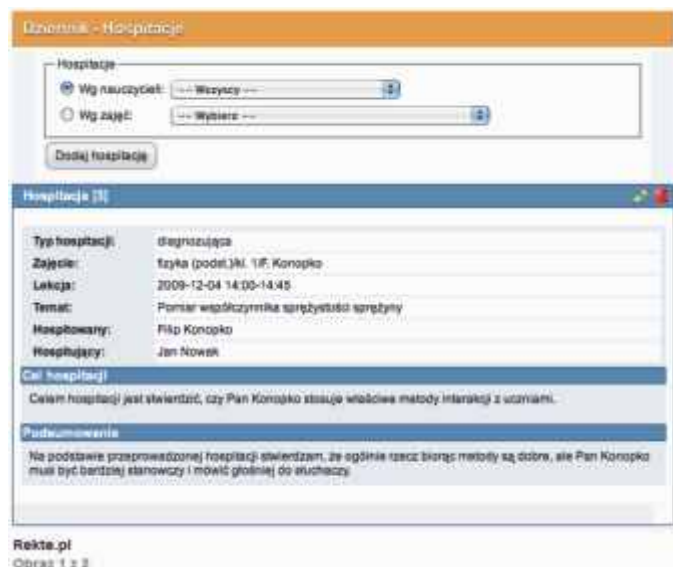 Dziennik - Hospitacje
Hospitacje
Wg nauczycieli: --- Wszyscy ---
Wg zajęć: --- Wybierz ---
Dodaj hospitację
Hospitacja [3]
Typ hospitacji: diagnozująca
Zajęcie: fizyka (podst.)/kl. 1/F. Konopko
Lekcja: 2009-12-04 14:00-14:45
Temat: Pomiar współczynnika sprężystości sprężyny
Hospitowany: Filip Konopko
Hospitujący: Jan Nowak
Cel hospitacji
Celem hospitacji jest stwierdzić, czy Pan Konopko stosuje właściwe metody interakcji z uczniami.
Podsumowanie
Na podstawie przeprowadzonej hospitacji stwierdzam, że ogólnie rzecz biorąc metody są dobre, ale Pan Konopko
musi być bardziej stanowczy i mówić głośniej do słuchaczy.
Rekte.pl
Obraz 1 z 3